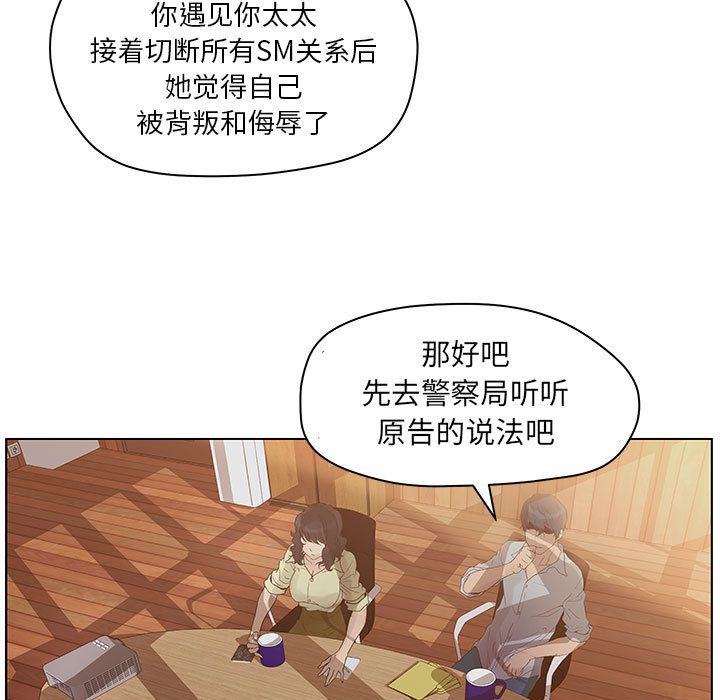 你遇见你太太
接着切断所有SM关系后
她觉得自己
被背叛和侮辱了
那好吧
先去警察局听听
原告的说法吧